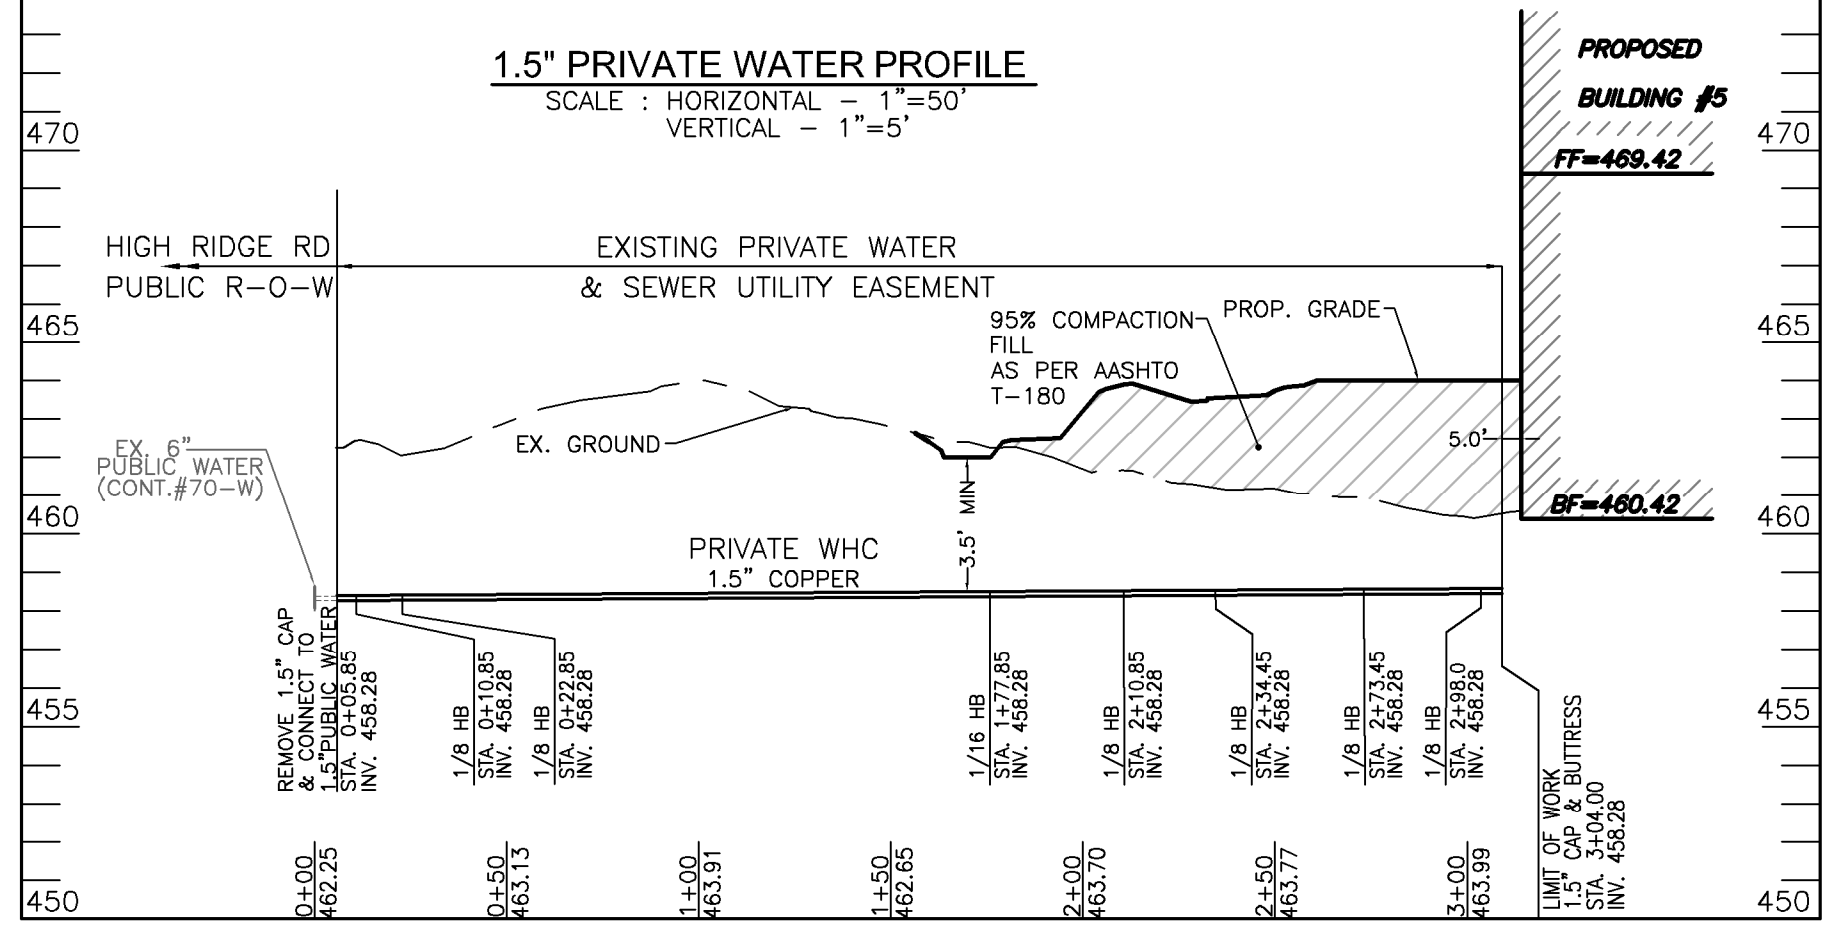 1.5" PRIVATE WATER PROFILE
SCALE : HORIZONTAL – 1"=50'
VERTICAL – 1"=5'
PROPOSED
BUILDING #5
FF=469.42
BF=460.42
470
465
460
455
450
470
465
460
455
450
HIGH RIDGE RD
PUBLIC R-O-W
EXISTING PRIVATE WATER
& SEWER UTILITY EASEMENT
95% COMPACTION
FILL
AS PER AASHTO
T-180
PROP. GRADE
5.0'
EX. GROUND
EX. 6"
PUBLIC WATER
(CONT.#70-W)
3.5' MIN
PRIVATE WHC
1.5" COPPER
REMOVE 1.5" CAP
& CONNECT TO
1.5"PUBLIC WATER
STA. 0+05.85
INV. 458.28
1/8 HB
STA. 0+10.85
INV. 458.28
1/8 HB
STA. 0+22.85
INV. 458.28
1/16 HB
STA. 1+77.85
INV. 458.28
1/8 HB
STA. 2+10.85
INV. 458.28
1/8 HB
STA. 2+34.45
INV. 458.28
1/8 HB
STA. 2+73.45
INV. 458.28
1/8 HB
STA. 2+98.0
INV. 458.28
LIMIT OF WORK
1.5" CAP & BUTTRESS
STA. 3+04.00
INV. 458.28
0+00
462.25
0+50
463.13
1+00
463.91
1+50
462.65
2+00
463.70
2+50
463.77
3+00
463.99